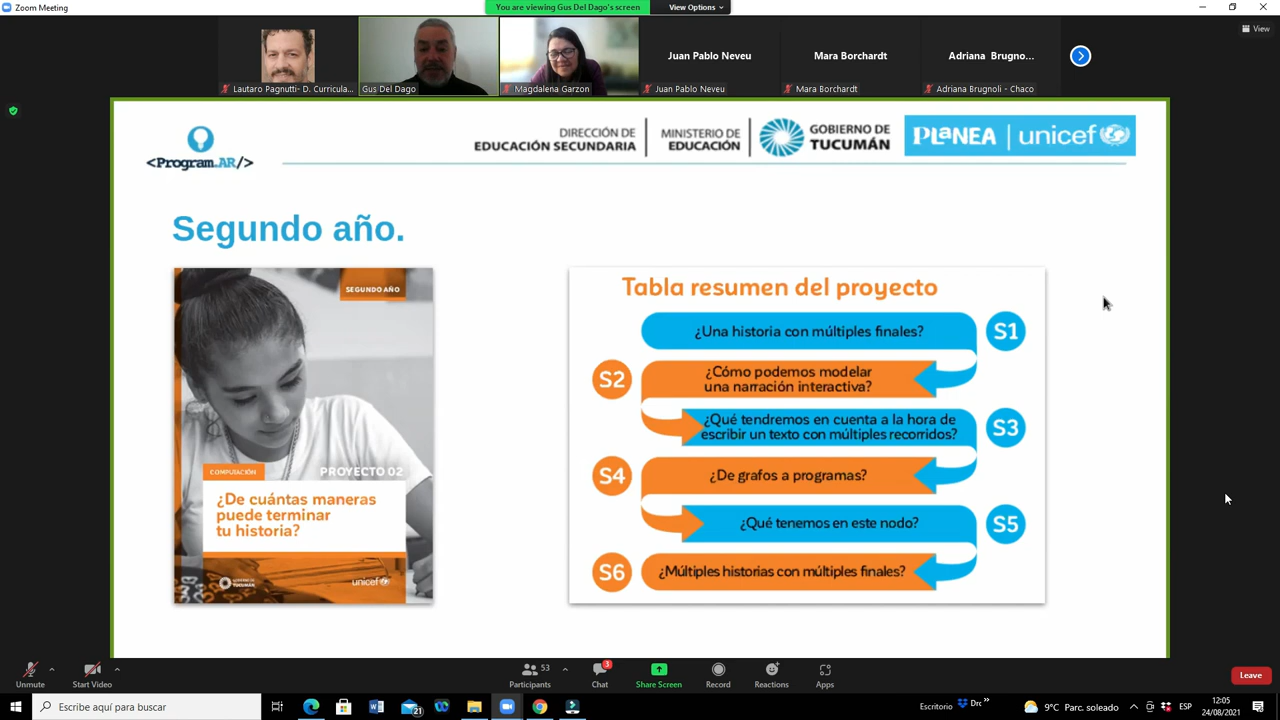 Zoom Meeting
You are viewing Gus Del Dago's screen
View Options
View
Lautaro Pagnutti- D. Curricula...
Gus Del Dago
Magdalena Garzon
Juan Pablo Neveu
Juan Pablo Neveu
Mara Borchardt
Mara Borchardt
Adriana Brugno...
Adriana Brugnoli - Chaco
<Program.AR/>
DIRECCIÓN DE
EDUCACIÓN SECUNDARIA
MINISTERIO DE
EDUCACIÓN
GOBIERNO DE
TUCUMÁN
PLaNEA | unicef
Segundo año.
SEGUNDO AÑO
COMPUTACIÓN
PROYECTO 02
¿De cuántas maneras
puede terminar
tu historia?
GOBIERNO DE
TUCUMÁN
unicef
Tabla resumen del proyecto
¿Una historia con múltiples finales?
S1
S2
¿Cómo podemos modelar
una narración interactiva?
¿Qué tendremos en cuenta a la hora de
escribir un texto con múltiples recorridos?
S3
S4
¿De grafos a programas?
¿Qué tenemos en este nodo?
S5
S6
¿Múltiples historias con múltiples finales?
Unmute
Start Video
53
Participants
3
Chat
Share Screen
Record
Reactions
Apps
Leave
Escribe aquí para buscar
21
Escritorio
Drc
9°C Parc. soleado
ESP
12:05
24/08/2021